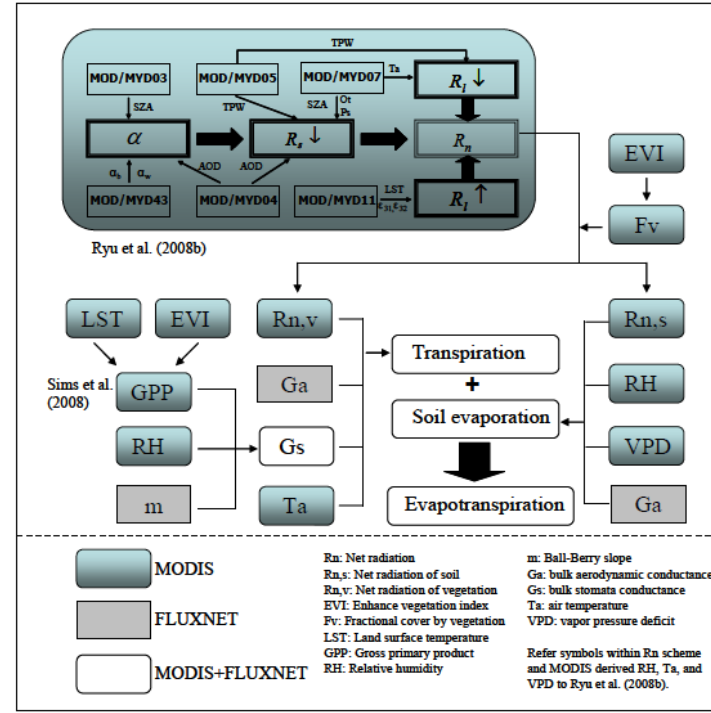 TPW
MOD/MYD03
MOD/MYD05
MOD/MYD07
Ta
R_l ↓
SZA
TPW
SZA
Ot
Ps
α
R_s ↓
R_n
α_b α_w
AOD
AOD
LST
ε31,ε32
MOD/MYD43
MOD/MYD04
MOD/MYD11
R_l ↑
EVI
Fv
Ryu et al. (2008b)
LST
EVI
Rn,v
Rn,s
Transpiration
Sims et al.
(2008)
GPP
Ga
+
RH
Soil evaporation
RH
Gs
VPD
m
Ta
Evapotranspiration
Ga
MODIS
FLUXNET
MODIS+FLUXNET
Rn: Net radiation
Rn,s: Net radiation of soil
Rn,v: Net radiation of vegetation
EVI: Enhance vegetation index
Fv: Fractional cover by vegetation
LST: Land surface temperature
GPP: Gross primary product
RH: Relative humidity
m: Ball-Berry slope
Ga: bulk aerodynamic conductance
Gs: bulk stomata conductance
Ta: air temperature
VPD: vapor pressure deficit
Refer symbols within Rn scheme
and MODIS derived RH, Ta, and
VPD to Ryu et al. (2008b).